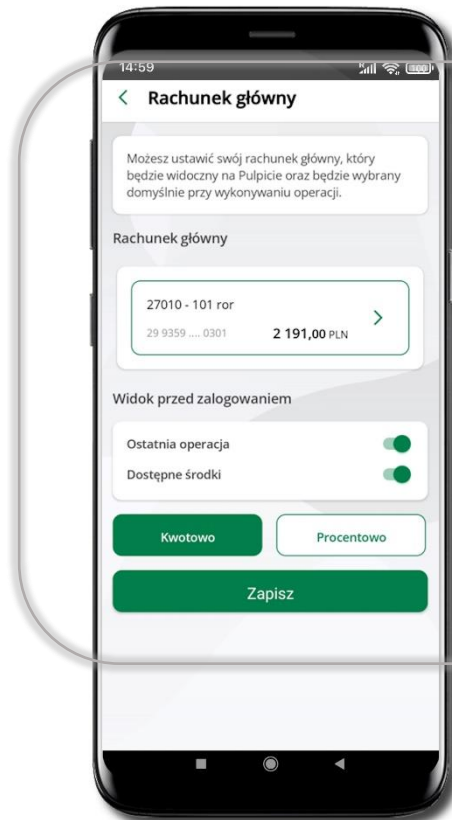 14:59
100
Rachunek główny
Możesz ustawić swój rachunek główny, który
będzie widoczny na Pulpicie oraz będzie wybrany
domyślnie przy wykonywaniu operacji.
Rachunek główny
27010 - 101 ror
29 9359 .... 0301 2 191,00 PLN
Widok przed zalogowaniem
Ostatnia operacja
Dostępne środki
Kwotowo Procentowo
Zapisz